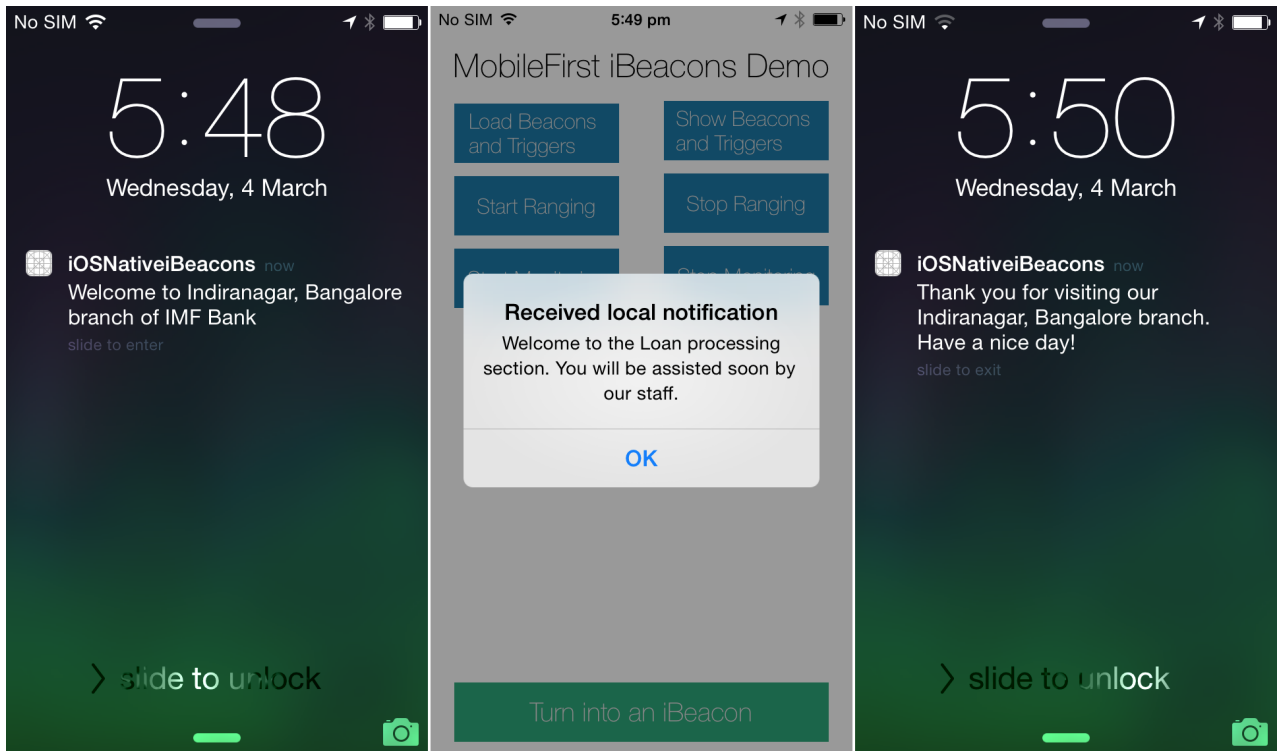 No SIM
5:48
Wednesday, 4 March
iOSNativeiBeacons now
Welcome to Indiranagar, Bangalore
branch of IMF Bank
slide to enter
slide to unlock
No SIM 5:49 pm
MobileFirst iBeacons Demo
Load Beacons
and Triggers
Show Beacons
and Triggers
Start Ranging
Stop Ranging
Start Monitoring
Stop Monitoring
Received local notification
Welcome to the Loan processing
section. You will be assisted soon by
our staff.
OK
Turn into an iBeacon
No SIM
5:50
Wednesday, 4 March
iOSNativeiBeacons now
Thank you for visiting our
Indiranagar, Bangalore branch.
Have a nice day!
slide to exit
slide to unlock